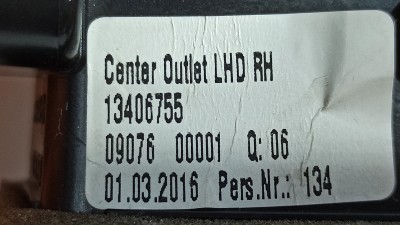 Center Outlet LHD RH
13406755
09076 00001 Q: 06
01.03.2016 Pers.Nr.: 134